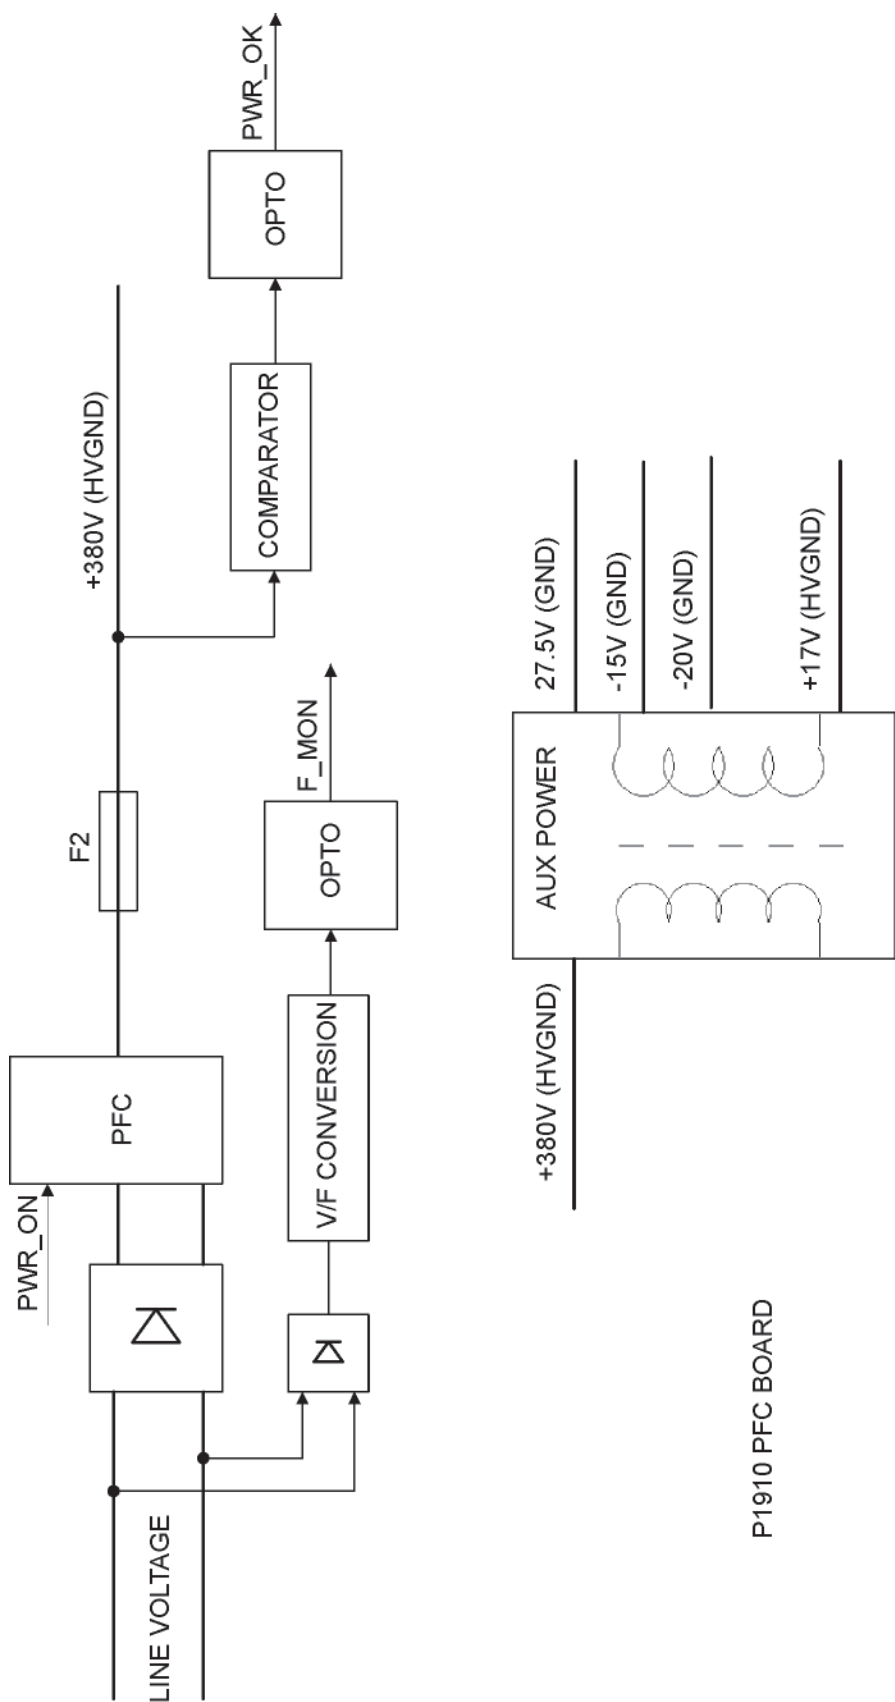 LINE VOLTAGE
PWR_ON
PFC
F2
+380V (HVGND)
V/F CONVERSION
OPTO
F_MON
COMPARATOR
OPTO
PWR_OK
+380V (HVGND)
AUX POWER
27.5V (GND)
-15V (GND)
-20V (GND)
+17V (HVGND)
P1910 PFC BOARD